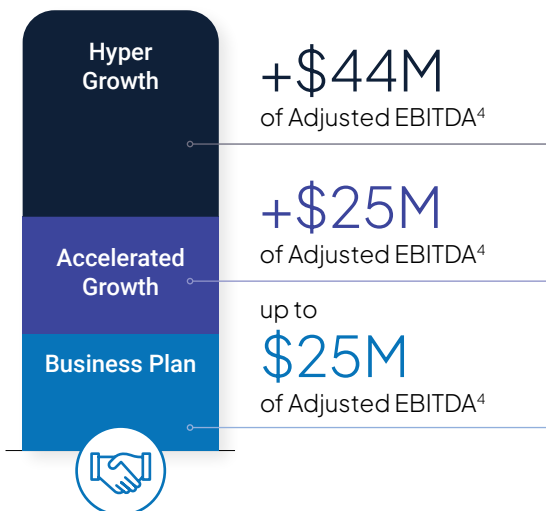 Hyper
Growth
+$44M
of Adjusted EBITDA⁴
Accelerated
Growth
+$25M
of Adjusted EBITDA⁴
Business Plan
up to
$25M
of Adjusted EBITDA⁴